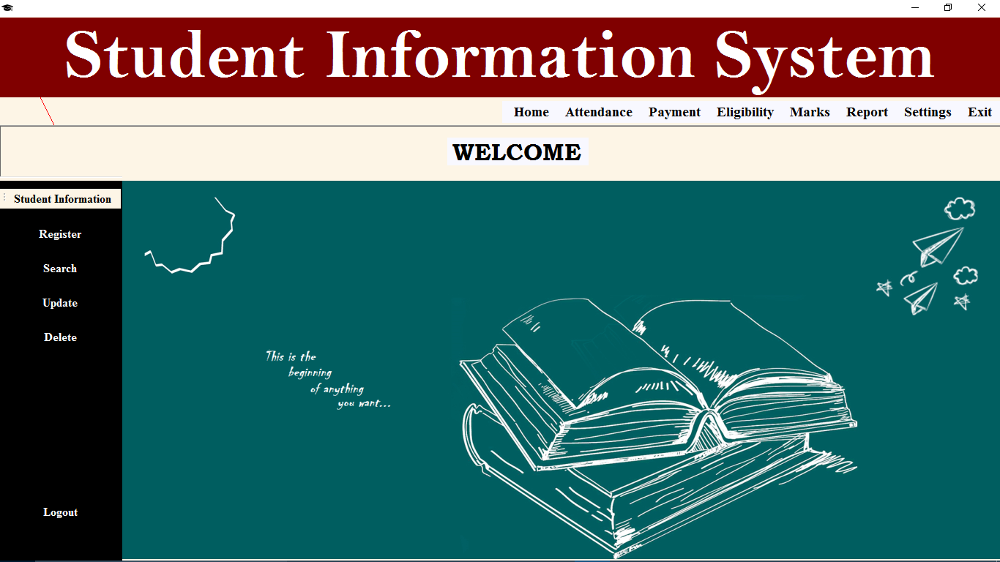 Student Information System
Home Attendance Payment Eligibility Marks Report Settings Exit
WELCOME
Student Information
Register
Search
Update
Delete
Logout
This is the
beginning
of anything
you want...